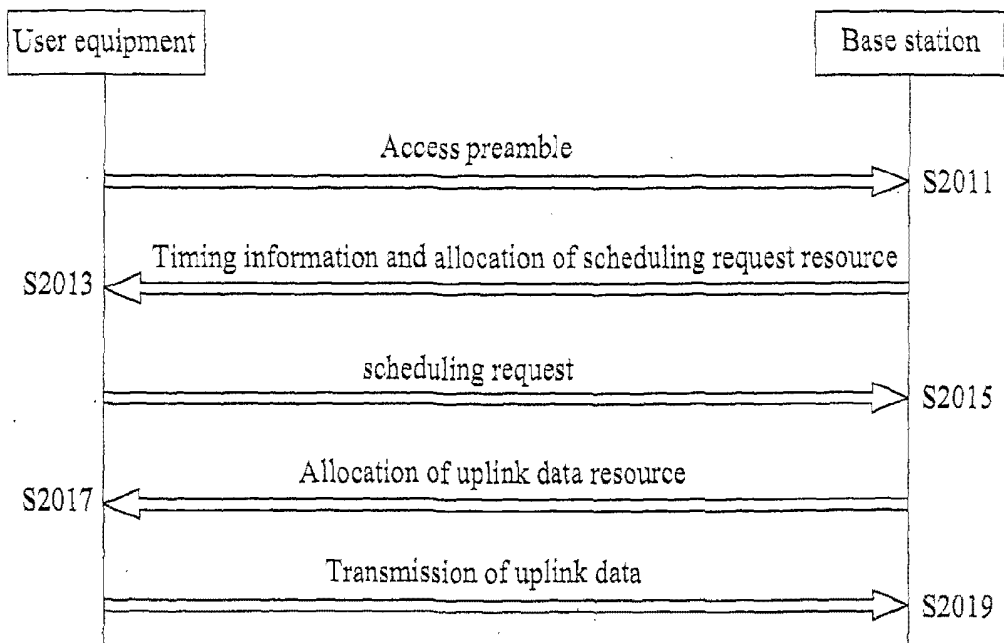 User equipment
Base station
Access preamble
S2011
Timing information and allocation of scheduling request resource
S2013
scheduling request
S2015
Allocation of uplink data resource
S2017
Transmission of uplink data
S2019